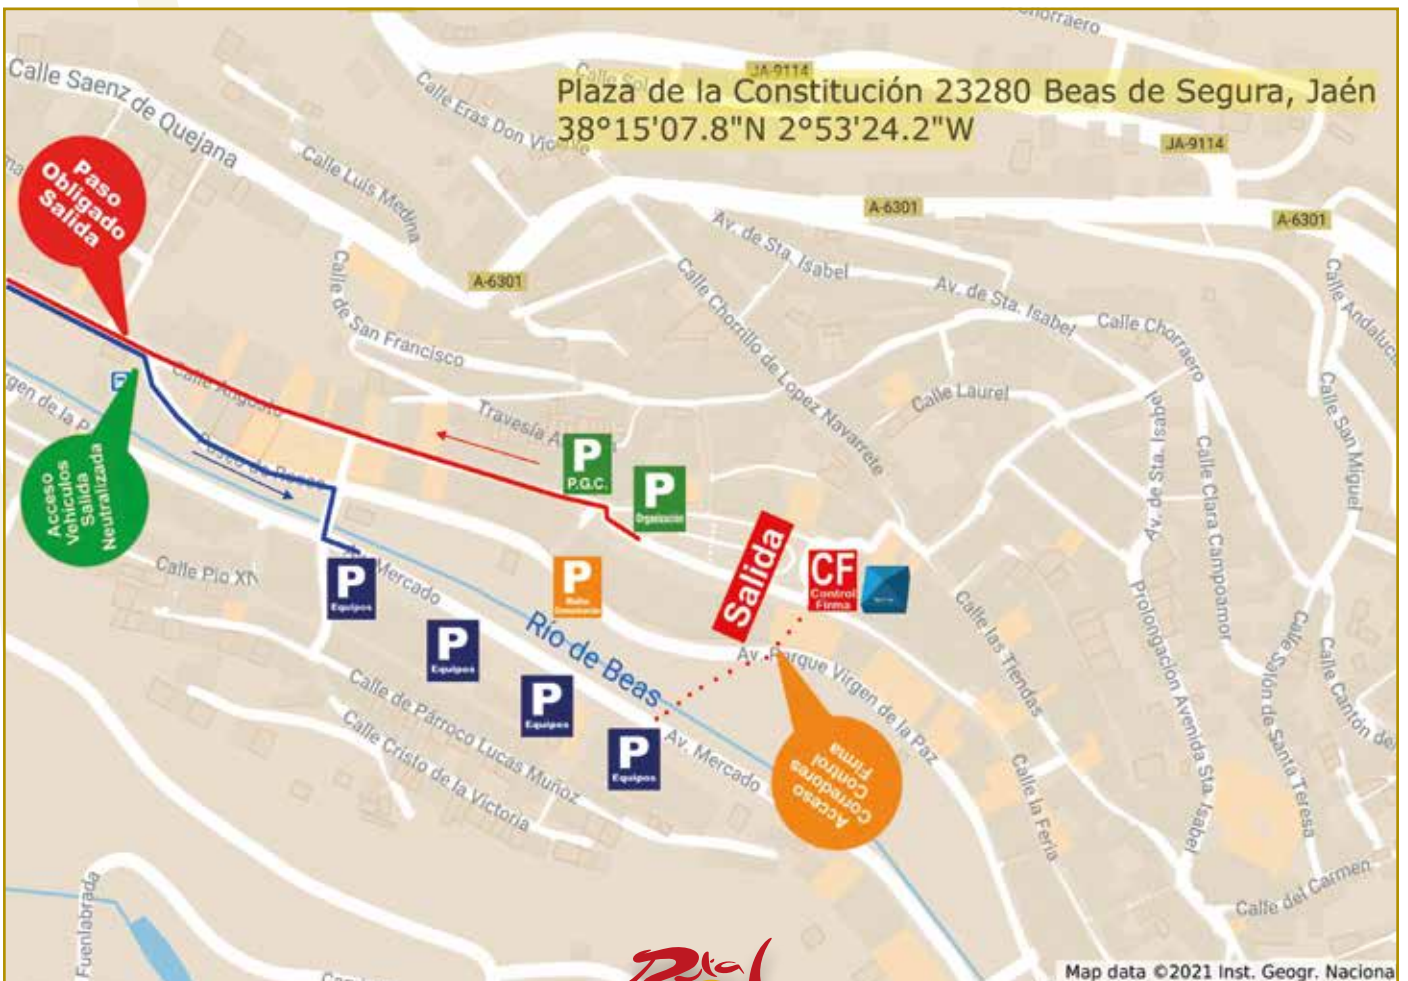 Chorraero
Calle Saenz de Quejana
Calle Eras Don Vicente
JA-9114
Plaza de la Constitución 23280 Beas de Segura, Jaén
38°15'07.8"N 2°53'24.2"W
JA-9114
Calle Luis Medina
Paso
Obligado
Salida
A-6301
A-6301
A-6301
Av. de Sta. Isabel
Av. de Sta. Isabel
Calle Chorraero
Calle de San Francisco
Calle Chorrillo de Lopez Navarrete
Calle San Miguel
Calle Laurel
Calle Angosto
Travesía
Av. de Sta. Isabel
Calle Clara Campoamor
P
P.G.C.
P
Organización
Acceso
Vehículos
Salida
Neutralizada
Calle Pio XII
P
Equipos
Mercado
P
Salida
CF
Control
Firma
Río de Beas
Av. Parque Virgen de la Paz
Calle las Tiendas
Prolongación Avenida Sta. Isabel
Calle Salón de Santa Teresa
Calle Cantón de
P
Equipos
P
Equipos
P
Equipos
Calle de Párroco Lucas Muñoz
Calle Cristo de la Victoria
Av. Mercado
Acceso
Corredores
Control
Firma
Calle la Feria
Calle del Carmen
Fuenlabrada
Map data ©2021 Inst. Geogr. Naciona